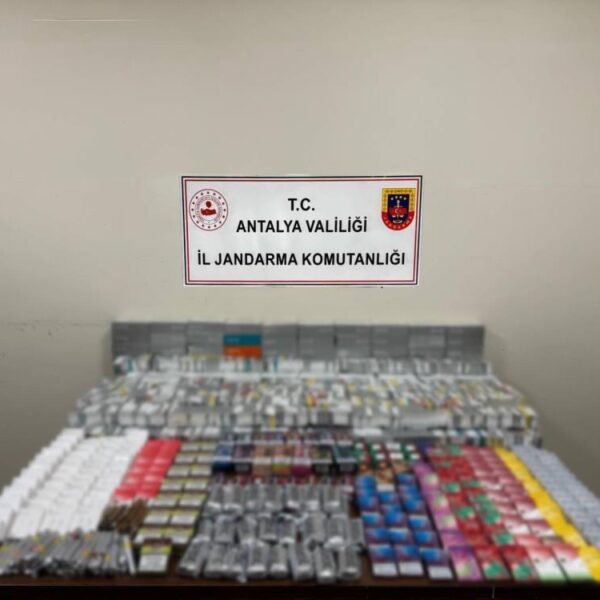 T.C.
ANTALYA VALİLİĞİ
İL JANDARMA KOMUTANLIĞI